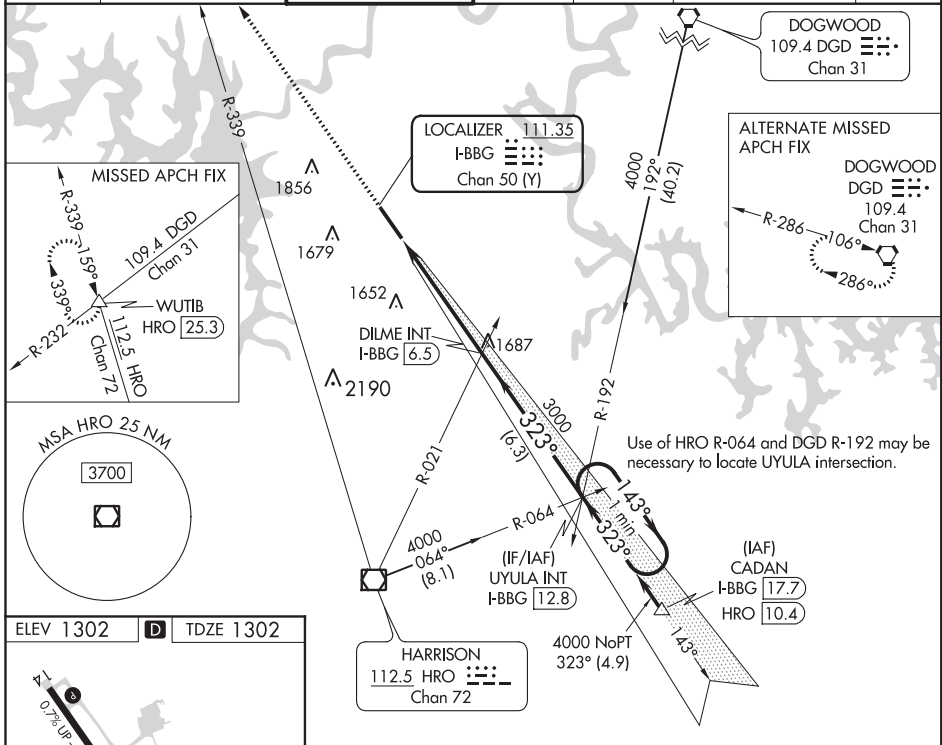 DOGWOOD
109.4 DGD
Chan 31
R-339
LOCALIZER 111.35
I-BBG
Chan 50 (Y)
4000
192°
(40.2)
ALTERNATE MISSED
APCH FIX
DOGWOOD
DGD
109.4
Chan 31
R-286
106°
286°
MISSED APCH FIX
R-339
159°
339°
109.4 DGD
Chan 31
WUTIB
HRO 25.3
R-232
112.5 HRO
Chan 72
1856
1679
1652
DILME INT
I-BBG 6.5
1687
2190
R-192
3000
323°
(6.3)
R-021
Use of HRO R-064 and DGD R-192 may be
necessary to locate UYULA intersection.
MSA HRO 25 NM
3700
143°
1 min
323°
R-064
4000
064°
(8.1)
(IF/IAF)
UYULA INT
I-BBG 12.8
(IAF)
CADAN
I-BBG 17.7
HRO 10.4
4000 NoPT
323° (4.9)
143°
HARRISON
112.5 HRO
Chan 72
ELEV 1302
D
TDZE 1302
14
P
0.7% UP